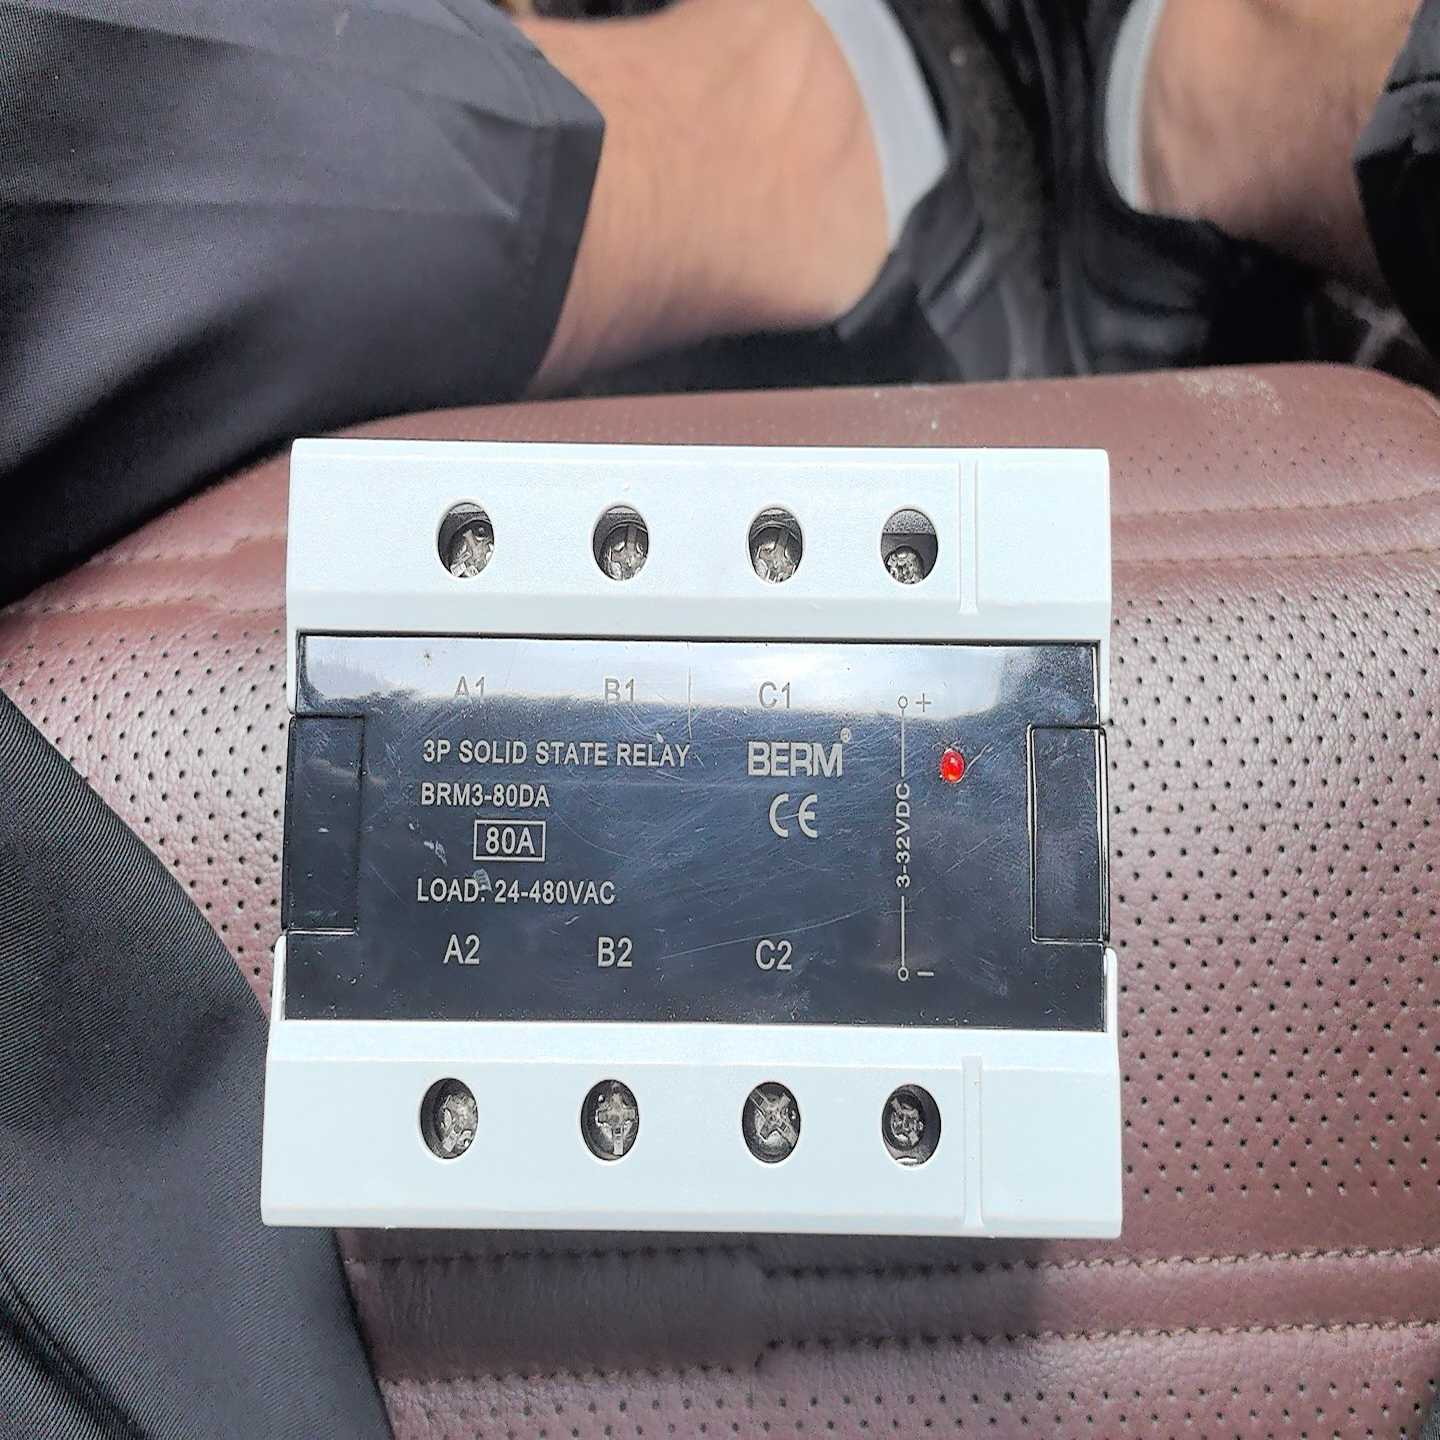 A1 B1 C1
+
3P SOLID STATE RELAY BERM®
BRM3-80DA
CE
80A
3-32VDC
LOAD: 24-480VAC
A2 B2 C2
−